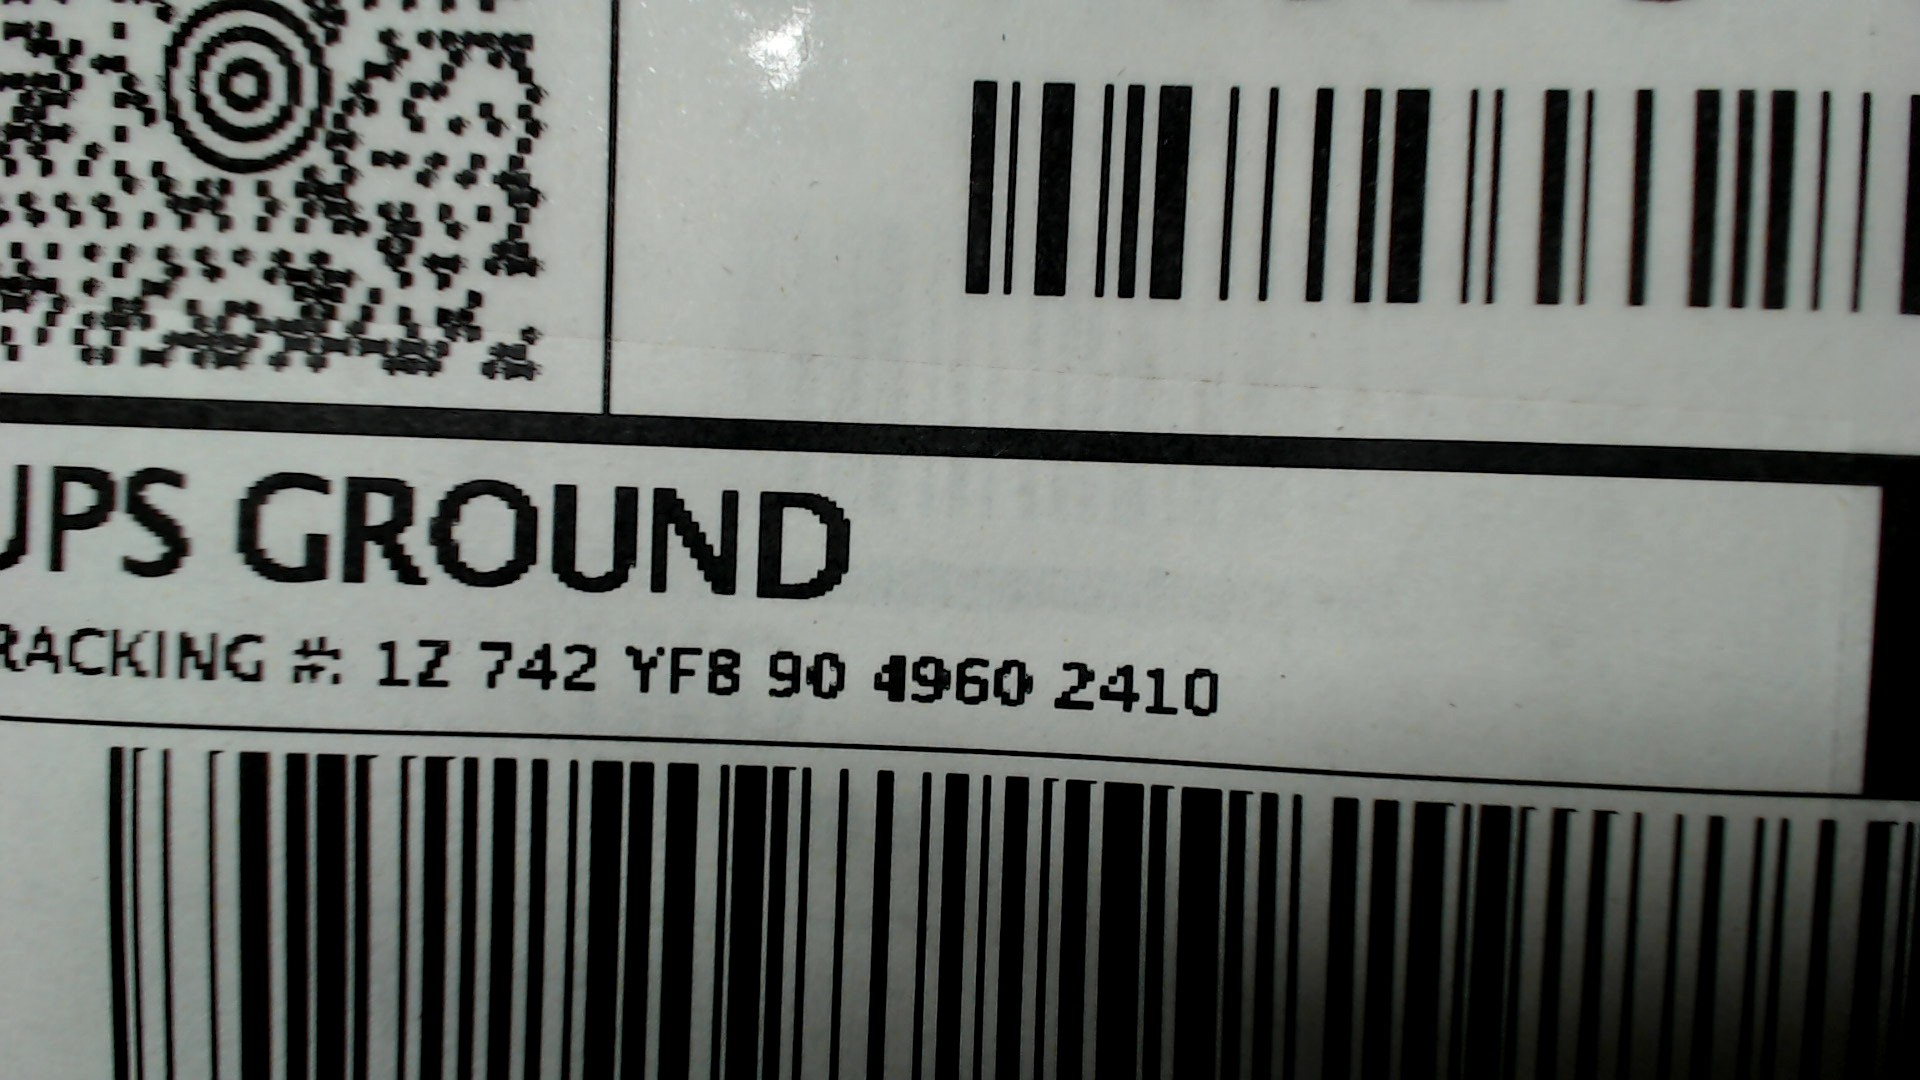 UPS GROUND
RACKING #: 1Z 742 YF8 90 4960 2410